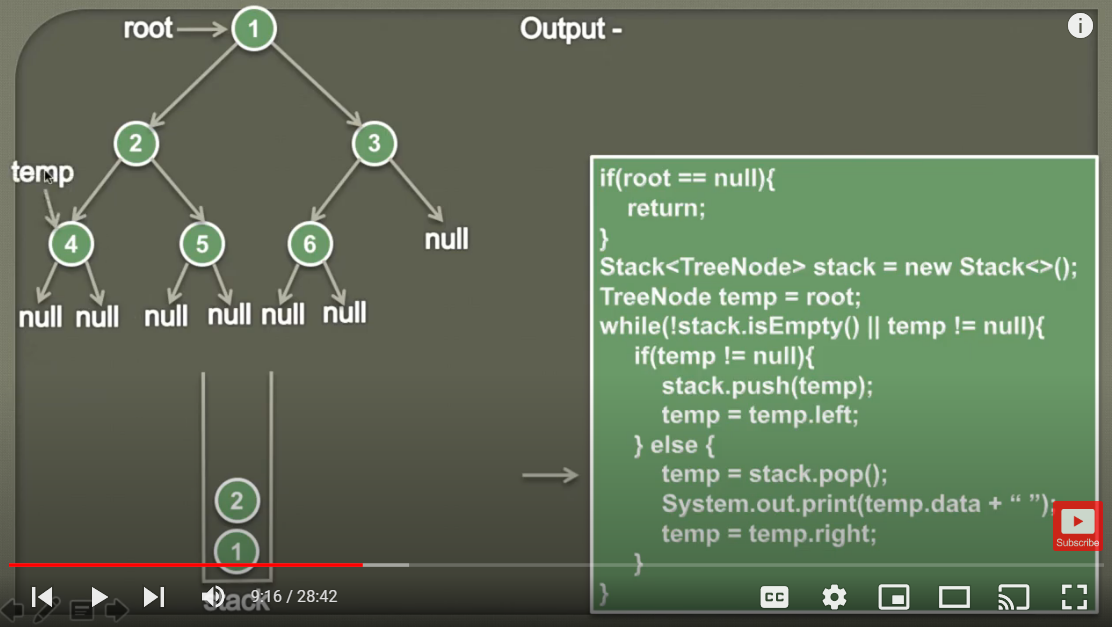 root
1
Output -
2
3
temp
4
5
6
null
null null null null null null
if(root == null){
return;
}
Stack<TreeNode> stack = new Stack<>();
TreeNode temp = root;
while(!stack.isEmpty() || temp != null){
if(temp != null){
stack.push(temp);
temp = temp.left;
} else {
temp = stack.pop();
System.out.print(temp.data + “ ”);
temp = temp.right;
}
}
2
1
Stack
Subscribe
9:16 / 28:42
CC
i